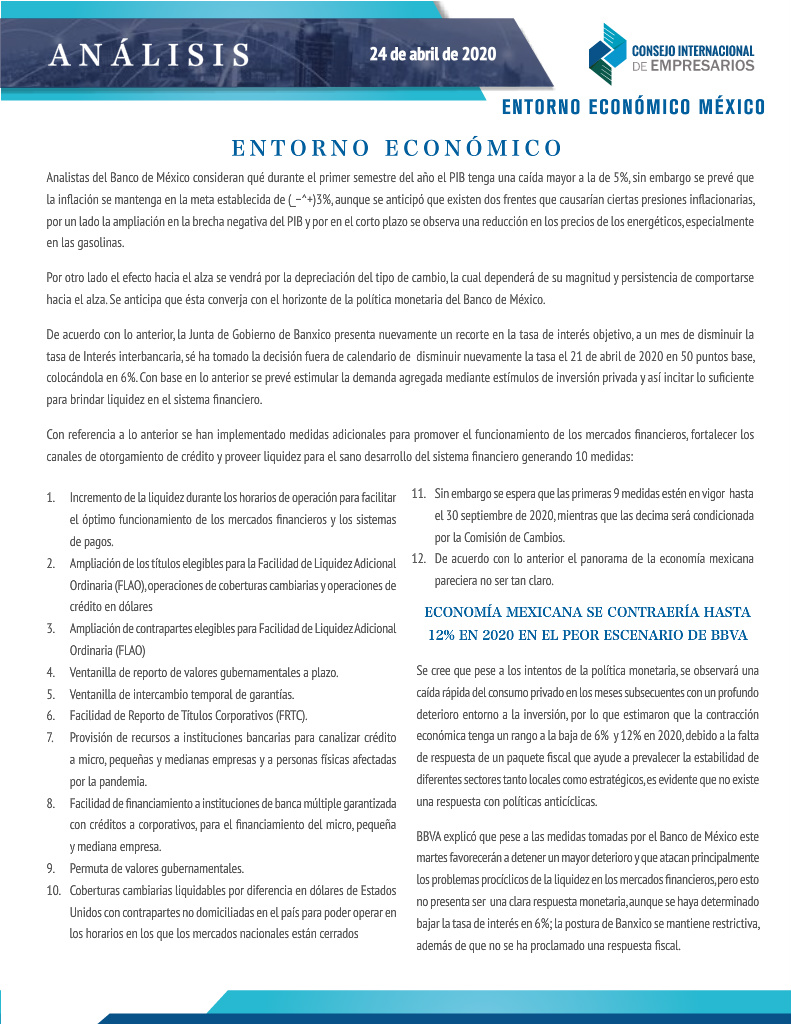 ANÁLISIS
24 de abril de 2020
CONSEJO INTERNACIONAL
DE EMPRESARIOS
ENTORNO ECONÓMICO MÉXICO
ENTORNO ECONÓMICO
Analistas del Banco de México consideran qué durante el primer semestre del año el PIB tenga una caída mayor a la de 5%, sin embargo se prevé que
la inflación se mantenga en la meta establecida de (_−^+)3%, aunque se anticipó que existen dos frentes que causarían ciertas presiones inflacionarias,
por un lado la ampliación en la brecha negativa del PIB y por en el corto plazo se observa una reducción en los precios de los energéticos, especialmente
en las gasolinas.
Por otro lado el efecto hacia el alza se vendrá por la depreciación del tipo de cambio, la cual dependerá de su magnitud y persistencia de comportarse
hacia el alza. Se anticipa que ésta converja con el horizonte de la política monetaria del Banco de México.
De acuerdo con lo anterior, la Junta de Gobierno de Banxico presenta nuevamente un recorte en la tasa de interés objetivo, a un mes de disminuir la
tasa de Interés interbancaria, sé ha tomado la decisión fuera de calendario de disminuir nuevamente la tasa el 21 de abril de 2020 en 50 puntos base,
colocándola en 6%. Con base en lo anterior se prevé estimular la demanda agregada mediante estímulos de inversión privada y así incitar lo suficiente
para brindar liquidez en el sistema financiero.
Con referencia a lo anterior se han implementado medidas adicionales para promover el funcionamiento de los mercados financieros, fortalecer los
canales de otorgamiento de crédito y proveer liquidez para el sano desarrollo del sistema financiero generando 10 medidas:
1. Incremento de la liquidez durante los horarios de operación para facilitar
el óptimo funcionamiento de los mercados financieros y los sistemas
de pagos.
2. Ampliación de los títulos elegibles para la Facilidad de Liquidez Adicional
Ordinaria (FLAO), operaciones de coberturas cambiarias y operaciones de
crédito en dólares
3. Ampliación de contrapartes elegibles para Facilidad de Liquidez Adicional
Ordinaria (FLAO)
4. Ventanilla de reporto de valores gubernamentales a plazo.
5. Ventanilla de intercambio temporal de garantías.
6. Facilidad de Reporto de Títulos Corporativos (FRTC).
7. Provisión de recursos a instituciones bancarias para canalizar crédito
a micro, pequeñas y medianas empresas y a personas físicas afectadas
por la pandemia.
8. Facilidad de financiamiento a instituciones de banca múltiple garantizada
con créditos a corporativos, para el financiamiento del micro, pequeña
y mediana empresa.
9. Permuta de valores gubernamentales.
10. Coberturas cambiarias liquidables por diferencia en dólares de Estados
Unidos con contrapartes no domiciliadas en el país para poder operar en
los horarios en los que los mercados nacionales están cerrados
11. Sin embargo se espera que las primeras 9 medidas estén en vigor hasta
el 30 septiembre de 2020, mientras que las decima será condicionada
por la Comisión de Cambios.
12. De acuerdo con lo anterior el panorama de la economía mexicana
pareciera no ser tan claro.
ECONOMÍA MEXICANA SE CONTRAERÍA HASTA
12% EN 2020 EN EL PEOR ESCENARIO DE BBVA
Se cree que pese a los intentos de la política monetaria, se observará una
caída rápida del consumo privado en los meses subsecuentes con un profundo
deterioro entorno a la inversión, por lo que estimaron que la contracción
económica tenga un rango a la baja de 6% y 12% en 2020, debido a la falta
de respuesta de un paquete fiscal que ayude a prevalecer la estabilidad de
diferentes sectores tanto locales como estratégicos, es evidente que no existe
una respuesta con políticas anticíclicas.
BBVA explicó que pese a las medidas tomadas por el Banco de México este
martes favorecerán a detener un mayor deterioro y que atacan principalmente
los problemas procíclicos de la liquidez en los mercados financieros, pero esto
no presenta ser una clara respuesta monetaria, aunque se haya determinado
bajar la tasa de interés en 6%; la postura de Banxico se mantiene restrictiva,
además de que no se ha proclamado una respuesta fiscal.